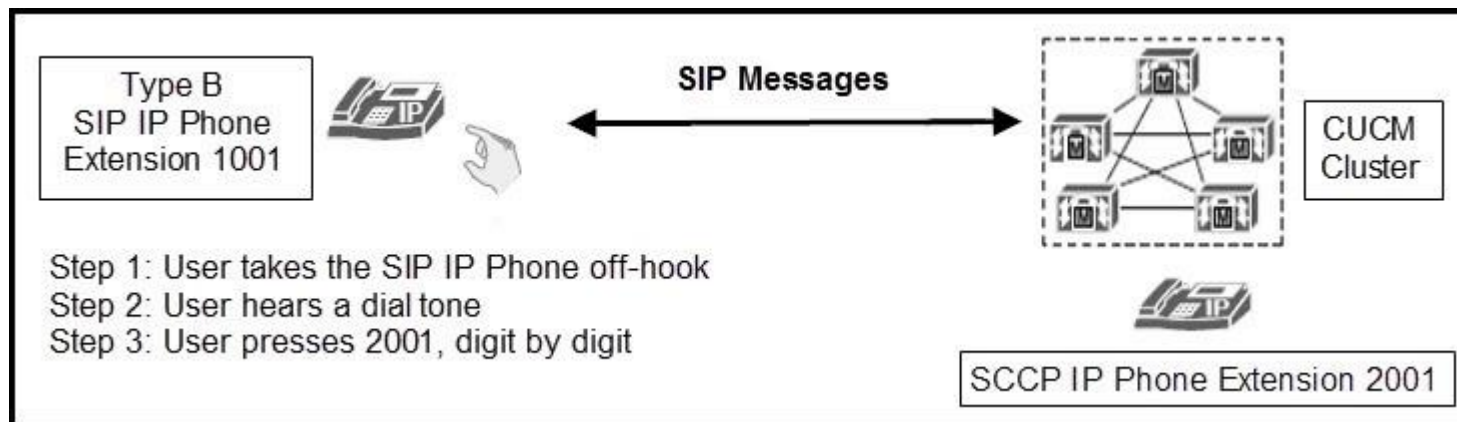 Type B
SIP IP Phone
Extension 1001
IP
SIP Messages
M
M
M
M
M
CUCM
Cluster
Step 1: User takes the SIP IP Phone off-hook
Step 2: User hears a dial tone
Step 3: User presses 2001, digit by digit
IP
SCCP IP Phone Extension 2001